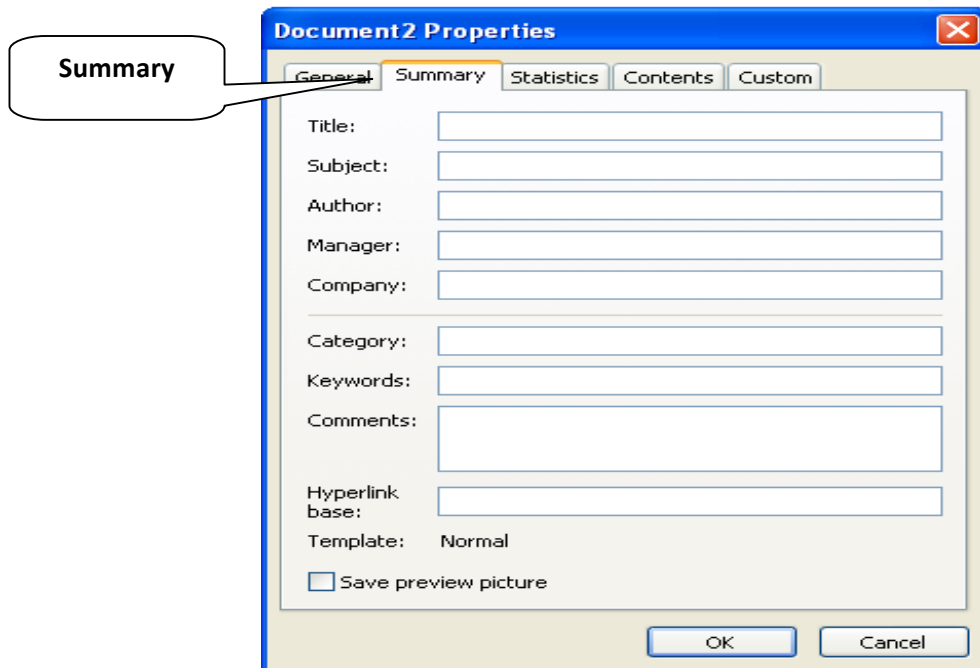 Document2 Properties
Summary
General Summary Statistics Contents Custom
Title:
Subject:
Author:
Manager:
Company:
Category:
Keywords:
Comments:
Hyperlink
base:
Template: Normal
Save preview picture
OK Cancel